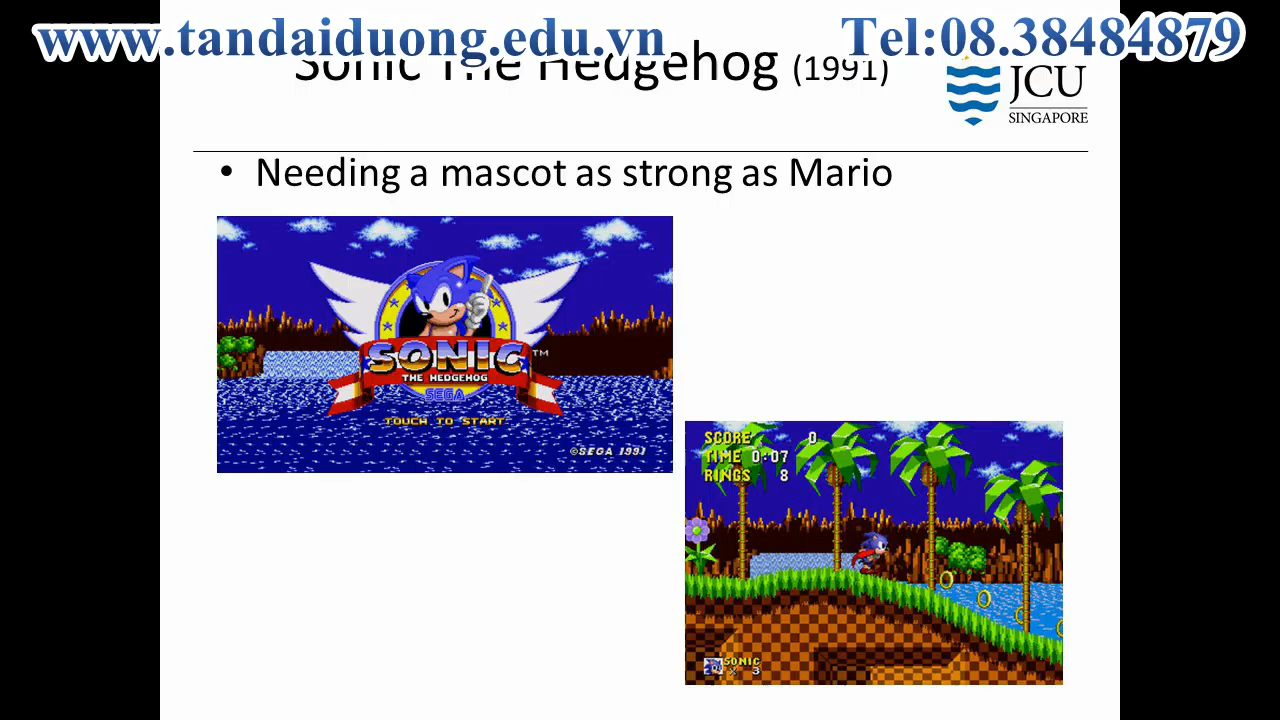 www.tandaiduong.edu.vn Tel:08.38484879
Sonic The Hedgehog (1991)
JCU
SINGAPORE
• Needing a mascot as strong as Mario
SONIC TM
THE HEDGEHOG
SEGA
TOUCH TO START
©SEGA 1991
SCORE 0
TIME 0:07
RINGS 8
SONIC
X 3